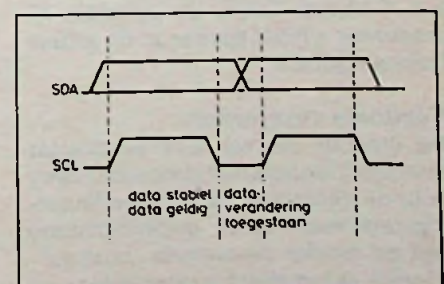 SDA
SCL
data stabiel
data geldig
data-
verandering
toegestaan